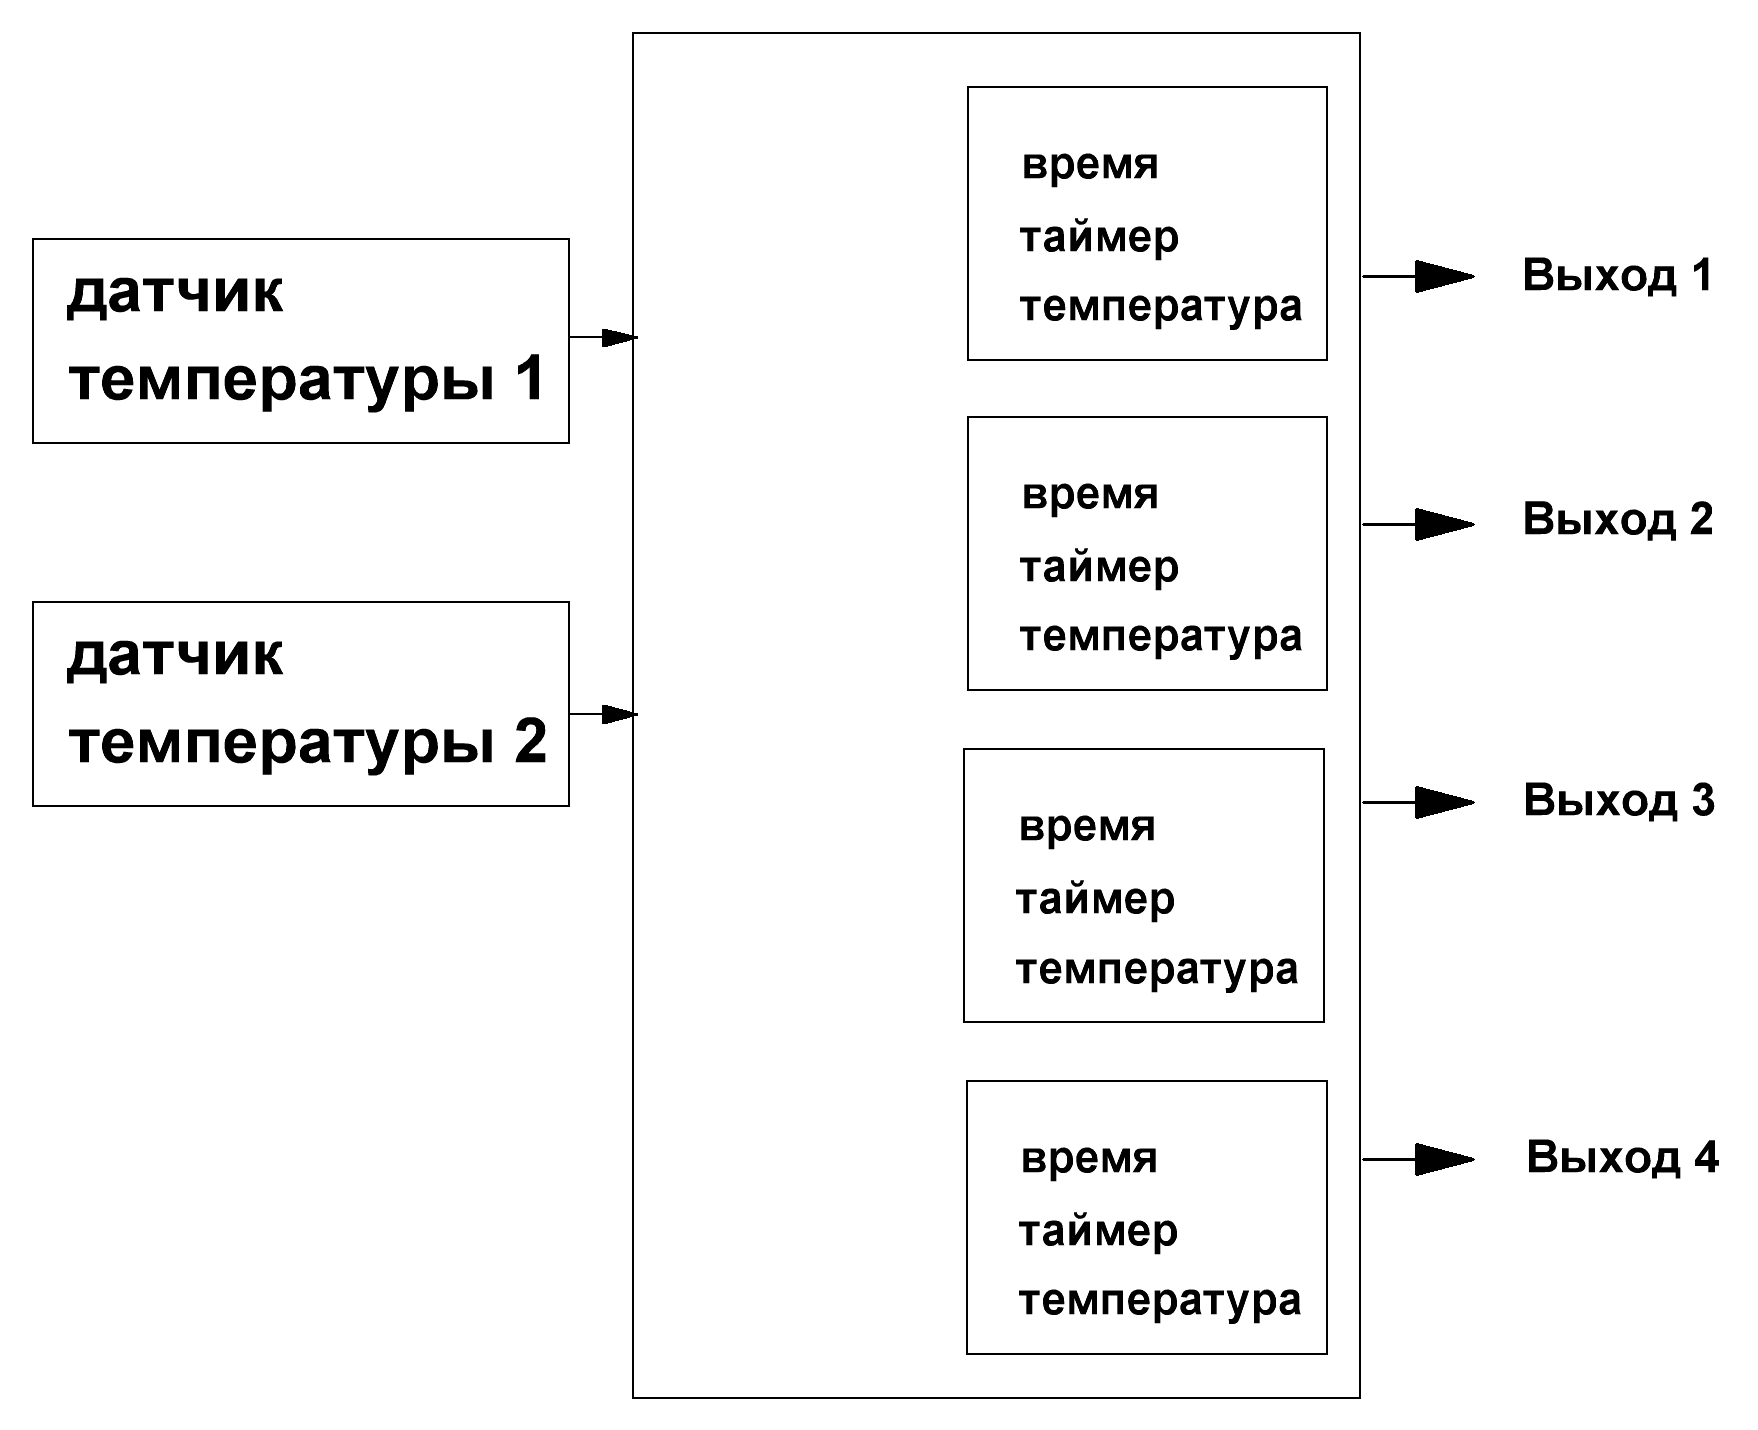 датчик
температуры 1
датчик
температуры 2
время
таймер
температура
время
таймер
температура
время
таймер
температура
время
таймер
температура
Выход 1
Выход 2
Выход 3
Выход 4